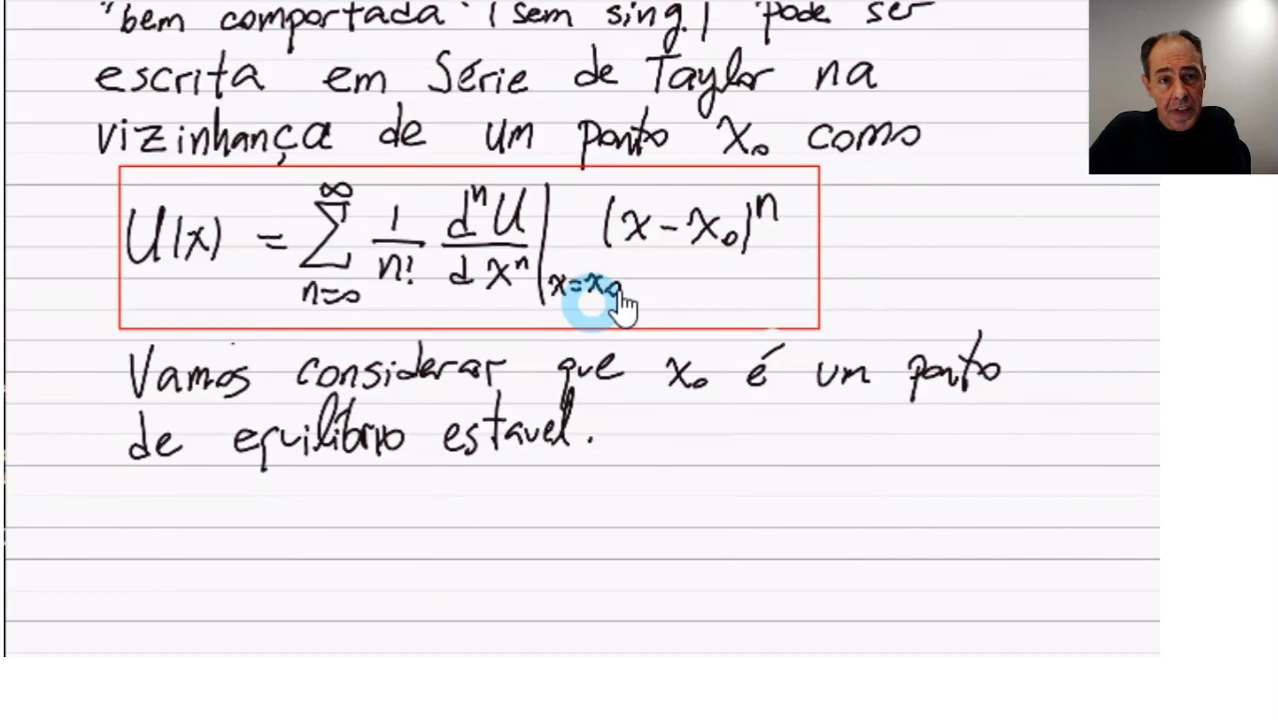 "bem comportada" (sem sing.) pode ser
escrita em Série de Taylor na
vizinhança de um ponto x₀ como
U(x) = ∑_{n=0}^{∞} 1/n! dⁿU/dxⁿ |_{x=x₀} (x-x₀)ⁿ
Vamos considerar que x₀ é um ponto
de equilíbrio estavel.